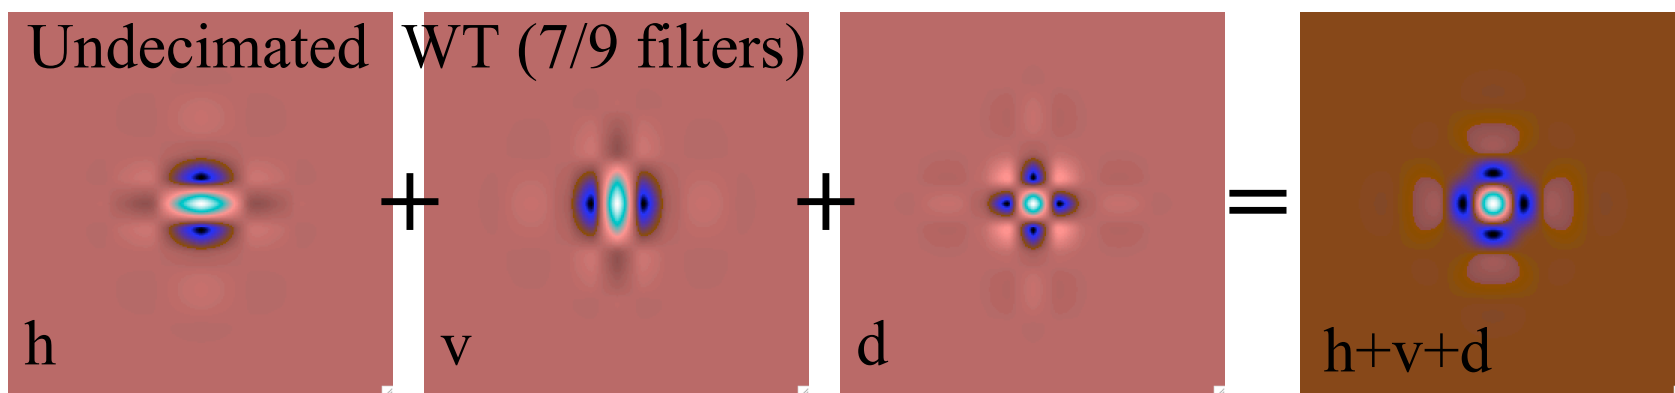 Undecimated WT (7/9 filters)
+ + =
h v d h+v+d